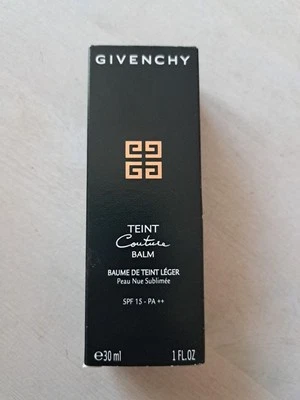 GIVENCHY
TEINT
Couture
BALM
BAUME DE TEINT LÉGER
Peau Nue Sublimée
SPF 15 - PA ++
℮30 ml 1 FL.OZ